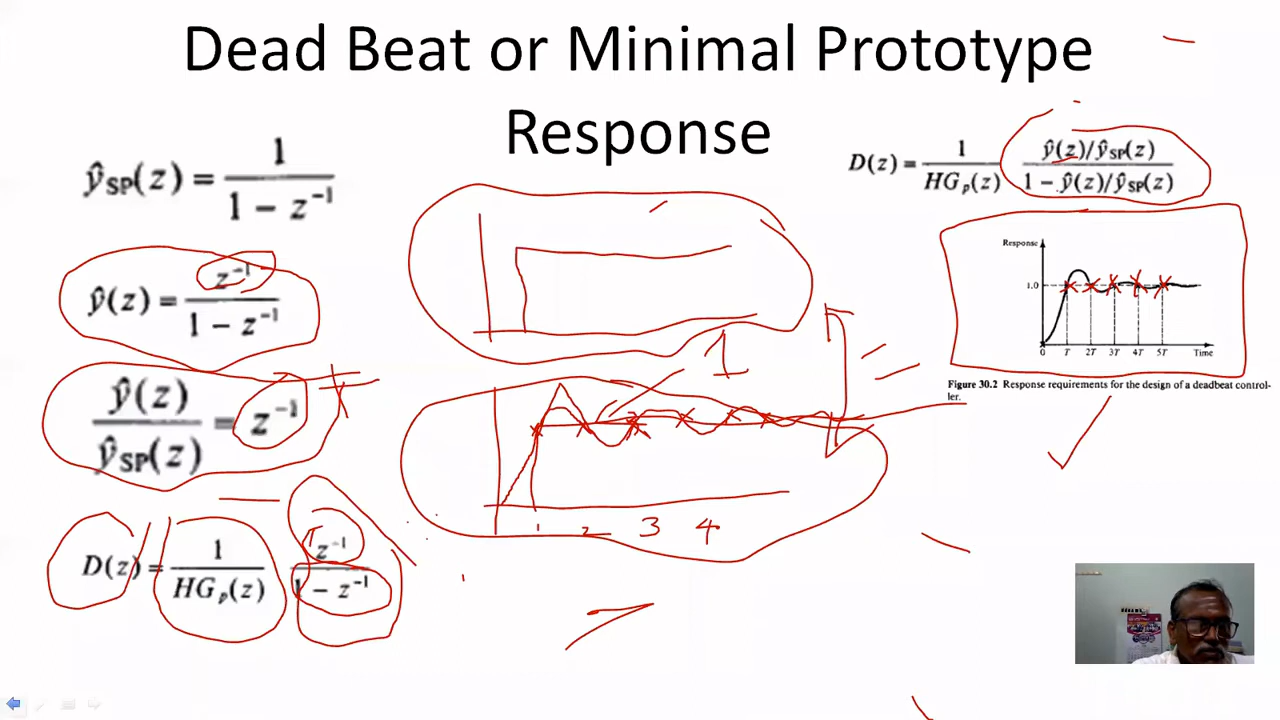 Dead Beat or Minimal Prototype
Response
ŷSP(z) = 1 / (1 − z⁻¹)
ŷ(z) = z⁻¹ / (1 − z⁻¹)
ŷ(z) / ŷSP(z) = z⁻¹
D(z) = 1 / HGp(z) z⁻¹ / (1 − z⁻¹)
1
1 2 3 4
D(z) = 1 / HGp(z) ŷ(z)/ŷSP(z) / (1 − ŷ(z)/ŷSP(z))
Response
1.0
0 T 2T 3T 4T 5T Time
Figure 30.2 Response requirements for the design of a deadbeat control-
ler.